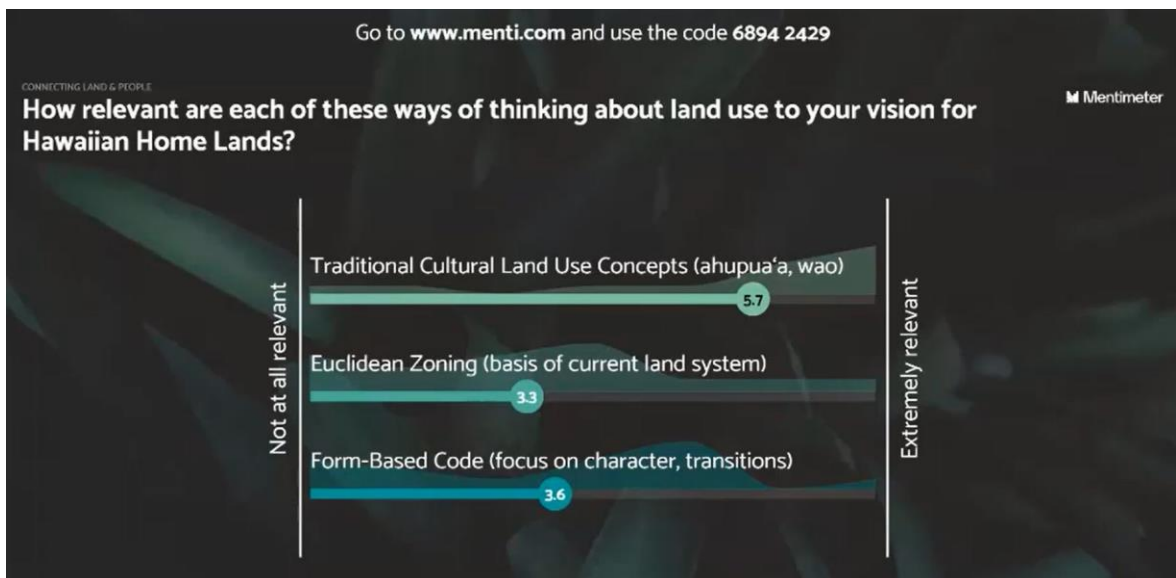 Go to www.menti.com and use the code 6894 2429
CONNECTING LAND & PEOPLE
Mentimeter
How relevant are each of these ways of thinking about land use to your vision for
Hawaiian Home Lands?
Not at all relevant
Traditional Cultural Land Use Concepts (ahupuaʻa, wao)
5.7
Euclidean Zoning (basis of current land system)
3.3
Form-Based Code (focus on character, transitions)
3.6
Extremely relevant